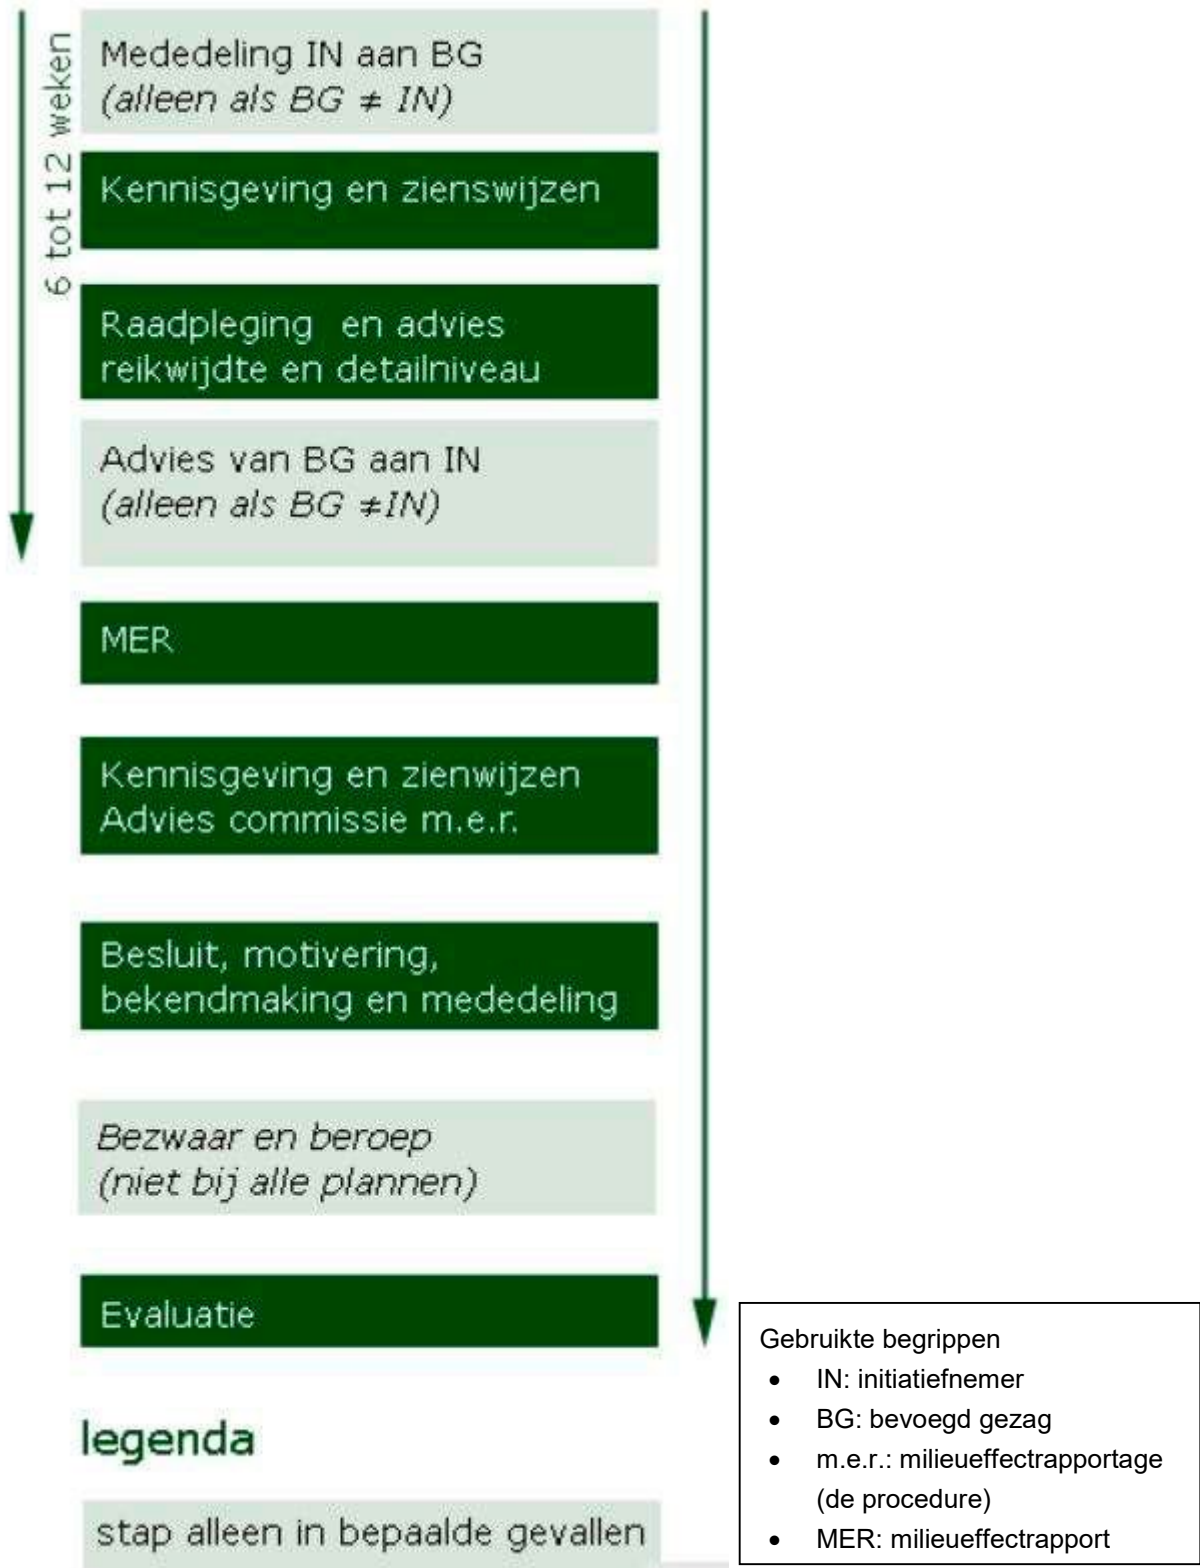 6 tot 12 weken
Mededeling IN aan BG
(alleen als BG ≠ IN)
Kennisgeving en zienswijzen
Raadpleging en advies
reikwijdte en detailniveau
Advies van BG aan IN
(alleen als BG ≠IN)
MER
Kennisgeving en zienwijzen
Advies commissie m.e.r.
Besluit, motivering,
bekendmaking en mededeling
Bezwaar en beroep
(niet bij alle plannen)
Evaluatie
legenda
stap alleen in bepaalde gevallen
Gebruikte begrippen
• IN: initiatiefnemer
• BG: bevoegd gezag
• m.e.r.: milieueffectrapportage
(de procedure)
• MER: milieueffectrapport